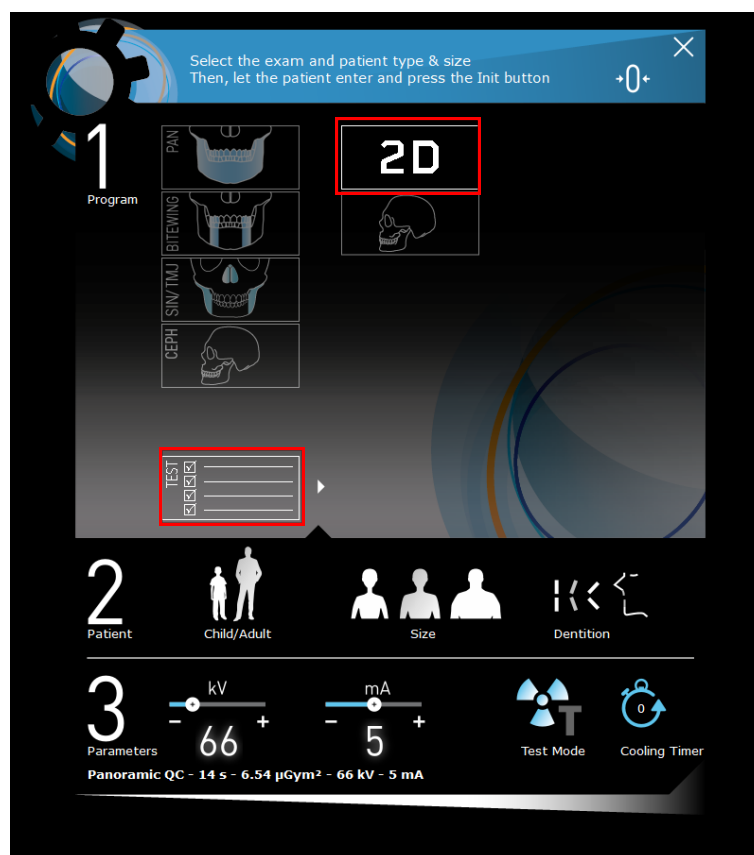 Select the exam and patient type & size
Then, let the patient enter and press the Init button
0
1
Program
PAN
2D
BITEWING
SIN/TMJ
CEPH
TEST
2
Patient
Child/Adult
Size
Dentition
3
Parameters
kV
- 66 +
mA
- 5 +
T
Test Mode
0
Cooling Timer
Panoramic QC - 14 s - 6.54 µGym² - 66 kV - 5 mA